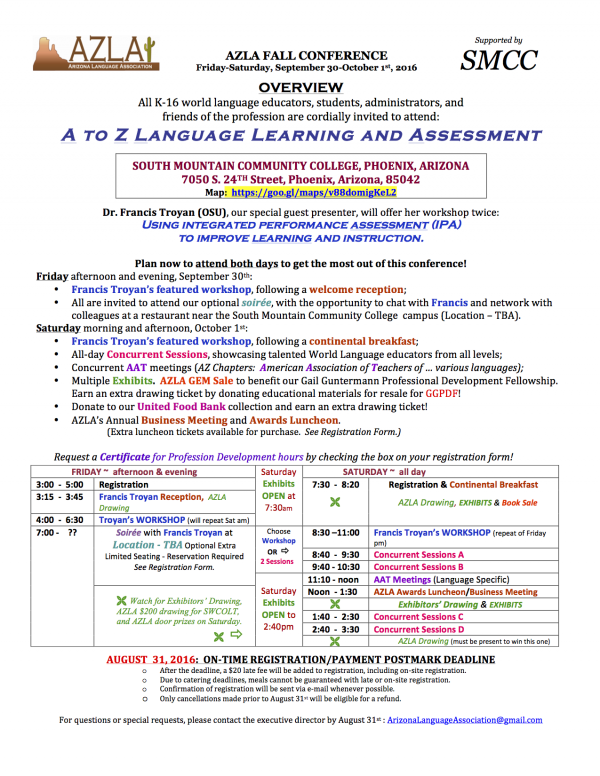 AZLA
ARIZONA LANGUAGE ASSOCIATION
AZLA FALL CONFERENCE
Friday-Saturday, September 30-October 1st, 2016
Supported by
SMCC
OVERVIEW
All K-16 world language educators, students, administrators, and
friends of the profession are cordially invited to attend:
A TO Z LANGUAGE LEARNING AND ASSESSMENT
SOUTH MOUNTAIN COMMUNITY COLLEGE, PHOENIX, ARIZONA
7050 S. 24TH Street, Phoenix, Arizona, 85042
Map: https://goo.gl/maps/v88domigKeL2
Dr. Francis Troyan (OSU), our special guest presenter, will offer her workshop twice:
USING INTEGRATED PERFORMANCE ASSESSMENT (IPA)
TO IMPROVE LEARNING AND INSTRUCTION.
Plan now to attend both days to get the most out of this conference!
Friday afternoon and evening, September 30th:
• Francis Troyan's featured workshop, following a welcome reception;
• All are invited to attend our optional soirée, with the opportunity to chat with Francis and network with
colleagues at a restaurant near the South Mountain Community College campus (Location – TBA).
Saturday morning and afternoon, October 1st:
• Francis Troyan's featured workshop, following a continental breakfast;
• All-day Concurrent Sessions, showcasing talented World Language educators from all levels;
• Concurrent AAT meetings (AZ Chapters: American Association of Teachers of … various languages);
• Multiple Exhibits. AZLA GEM Sale to benefit our Gail Guntermann Professional Development Fellowship.
Earn an extra drawing ticket by donating educational materials for resale for GGPDF!
• Donate to our United Food Bank collection and earn an extra drawing ticket!
• AZLA's Annual Business Meeting and Awards Luncheon.
(Extra luncheon tickets available for purchase. See Registration Form.)
Request a Certificate for Profession Development hours by checking the box on your registration form!
FRIDAY ~ afternoon & evening
3:00 - 5:00 Registration
3:15 - 3:45 Francis Troyan Reception, AZLA
Drawing
4:00 - 6:30 Troyan's WORKSHOP (will repeat Sat am)
7:00 - ?? Soirée with Francis Troyan at
Location - TBA Optional Extra
Limited Seating - Reservation Required
See Registration Form.
Watch for Exhibitors' Drawing,
AZLA $200 drawing for SWCOLT,
and AZLA door prizes on Saturday.
Saturday
Exhibits
OPEN at
7:30am
Choose
Workshop
OR ⇨
2 Sessions
Saturday
Exhibits
OPEN to
2:40pm
SATURDAY ~ all day
7:30 - 8:20 Registration & Continental Breakfast
AZLA Drawing, EXHIBITS & Book Sale
8:30 –11:00 Francis Troyan's WORKSHOP (repeat of Friday
pm)
8:40 - 9:30 Concurrent Sessions A
9:40 - 10:30 Concurrent Sessions B
11:10 - noon AAT Meetings (Language Specific)
Noon - 1:30 AZLA Awards Luncheon/Business Meeting
Exhibitors' Drawing & EXHIBITS
1:40 - 2:30 Concurrent Sessions C
2:40 - 3:30 Concurrent Sessions D
AZLA Drawing (must be present to win this one)
AUGUST 31, 2016: ON-TIME REGISTRATION/PAYMENT POSTMARK DEADLINE
o After the deadline, a $20 late fee will be added to registration, including on-site registration.
o Due to catering deadlines, meals cannot be guaranteed with late or on-site registration.
o Confirmation of registration will be sent via e-mail whenever possible.
o Only cancellations made prior to August 31st will be eligible for a refund.
For questions or special requests, please contact the executive director by August 31st : ArizonaLanguageAssociation@gmail.com